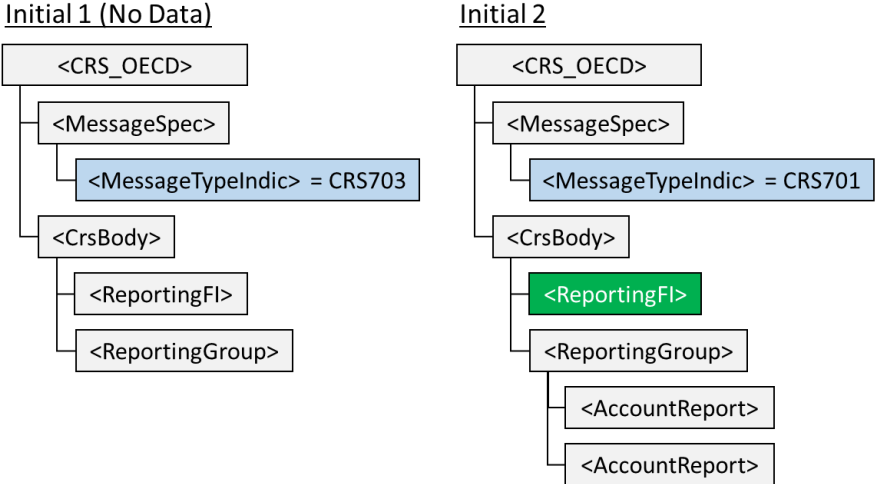 Initial 1 (No Data)
<CRS_OECD>
<MessageSpec>
<MessageTypeIndic> = CRS703
<CrsBody>
<ReportingFI>
<ReportingGroup>
Initial 2
<CRS_OECD>
<MessageSpec>
<MessageTypeIndic> = CRS701
<CrsBody>
<ReportingFI>
<ReportingGroup>
<AccountReport>
<AccountReport>